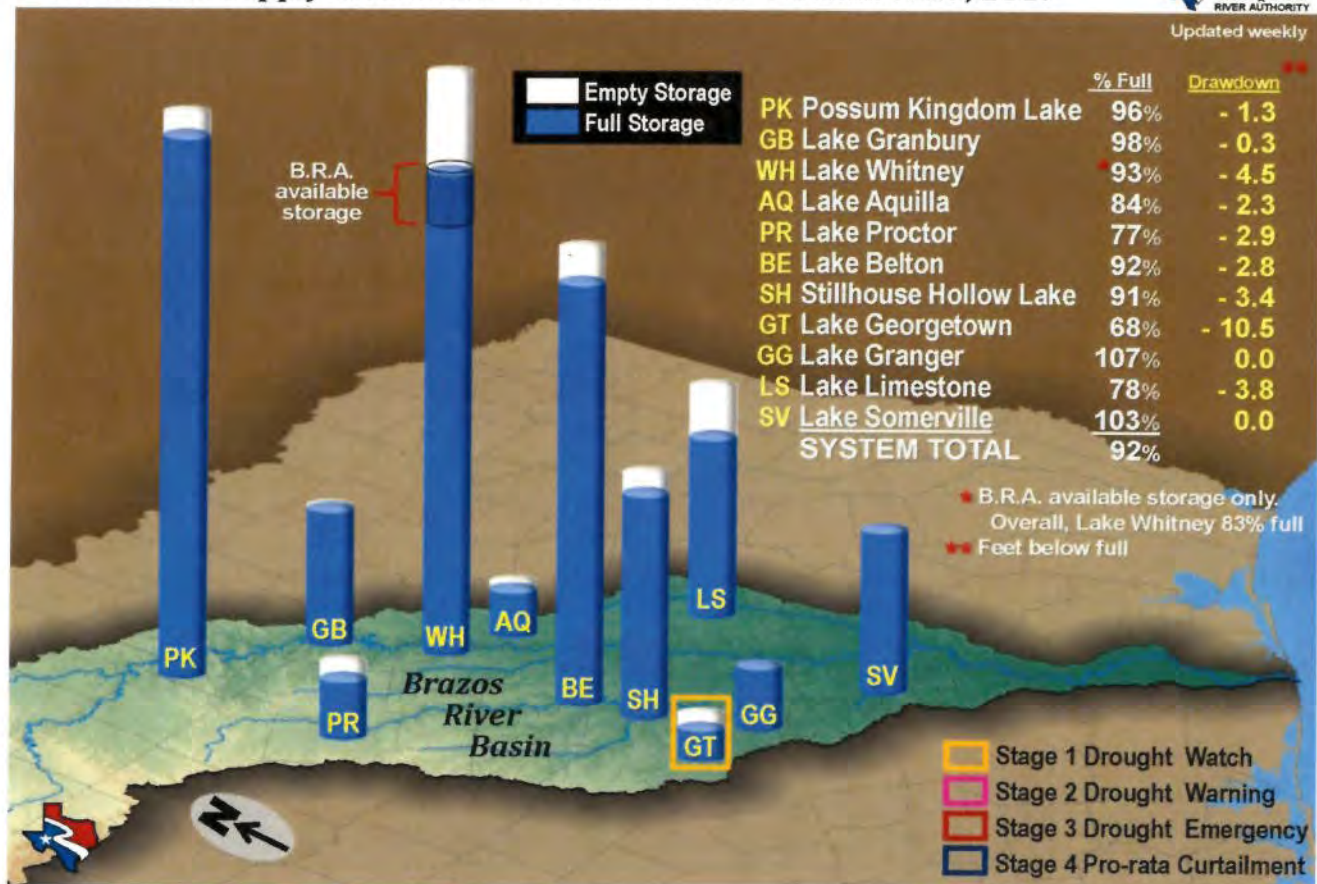 RIVER AUTHORITY
Updated weekly
Empty Storage
Full Storage
B.R.A.
available
storage
% Full Drawdown **
PK Possum Kingdom Lake 96% - 1.3
GB Lake Granbury 98% - 0.3
WH Lake Whitney *93% - 4.5
AQ Lake Aquilla 84% - 2.3
PR Lake Proctor 77% - 2.9
BE Lake Belton 92% - 2.8
SH Stillhouse Hollow Lake 91% - 3.4
GT Lake Georgetown 68% - 10.5
GG Lake Granger 107% 0.0
LS Lake Limestone 78% - 3.8
SV Lake Somerville 103% 0.0
SYSTEM TOTAL 92%
* B.R.A. available storage only.
Overall, Lake Whitney 83% full
** Feet below full
PK
GB
WH
AQ
LS
PR
BE
SH
GT
GG
SV
Brazos
River
Basin
N
Stage 1 Drought Watch
Stage 2 Drought Warning
Stage 3 Drought Emergency
Stage 4 Pro-rata Curtailment